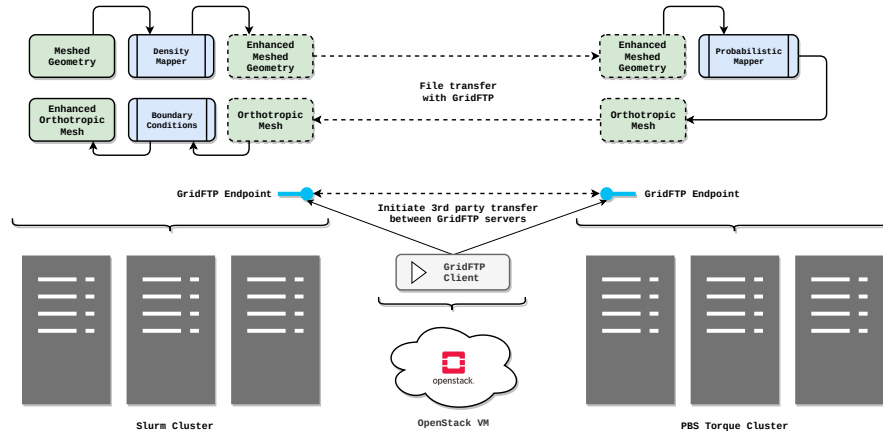 Meshed
Geometry
Density
Mapper
Enhanced
Meshed
Geometry
Enhanced
Meshed
Geometry
Probabilistic
Mapper
File transfer
with GridFTP
Enhanced
Orthotropic
Mesh
Boundary
Conditions
Orthotropic
Mesh
Orthotropic
Mesh
GridFTP Endpoint
GridFTP Endpoint
Initiate 3rd party transfer
between GridFTP servers
GridFTP
Client
openstack.
Slurm Cluster
OpenStack VM
PBS Torque Cluster